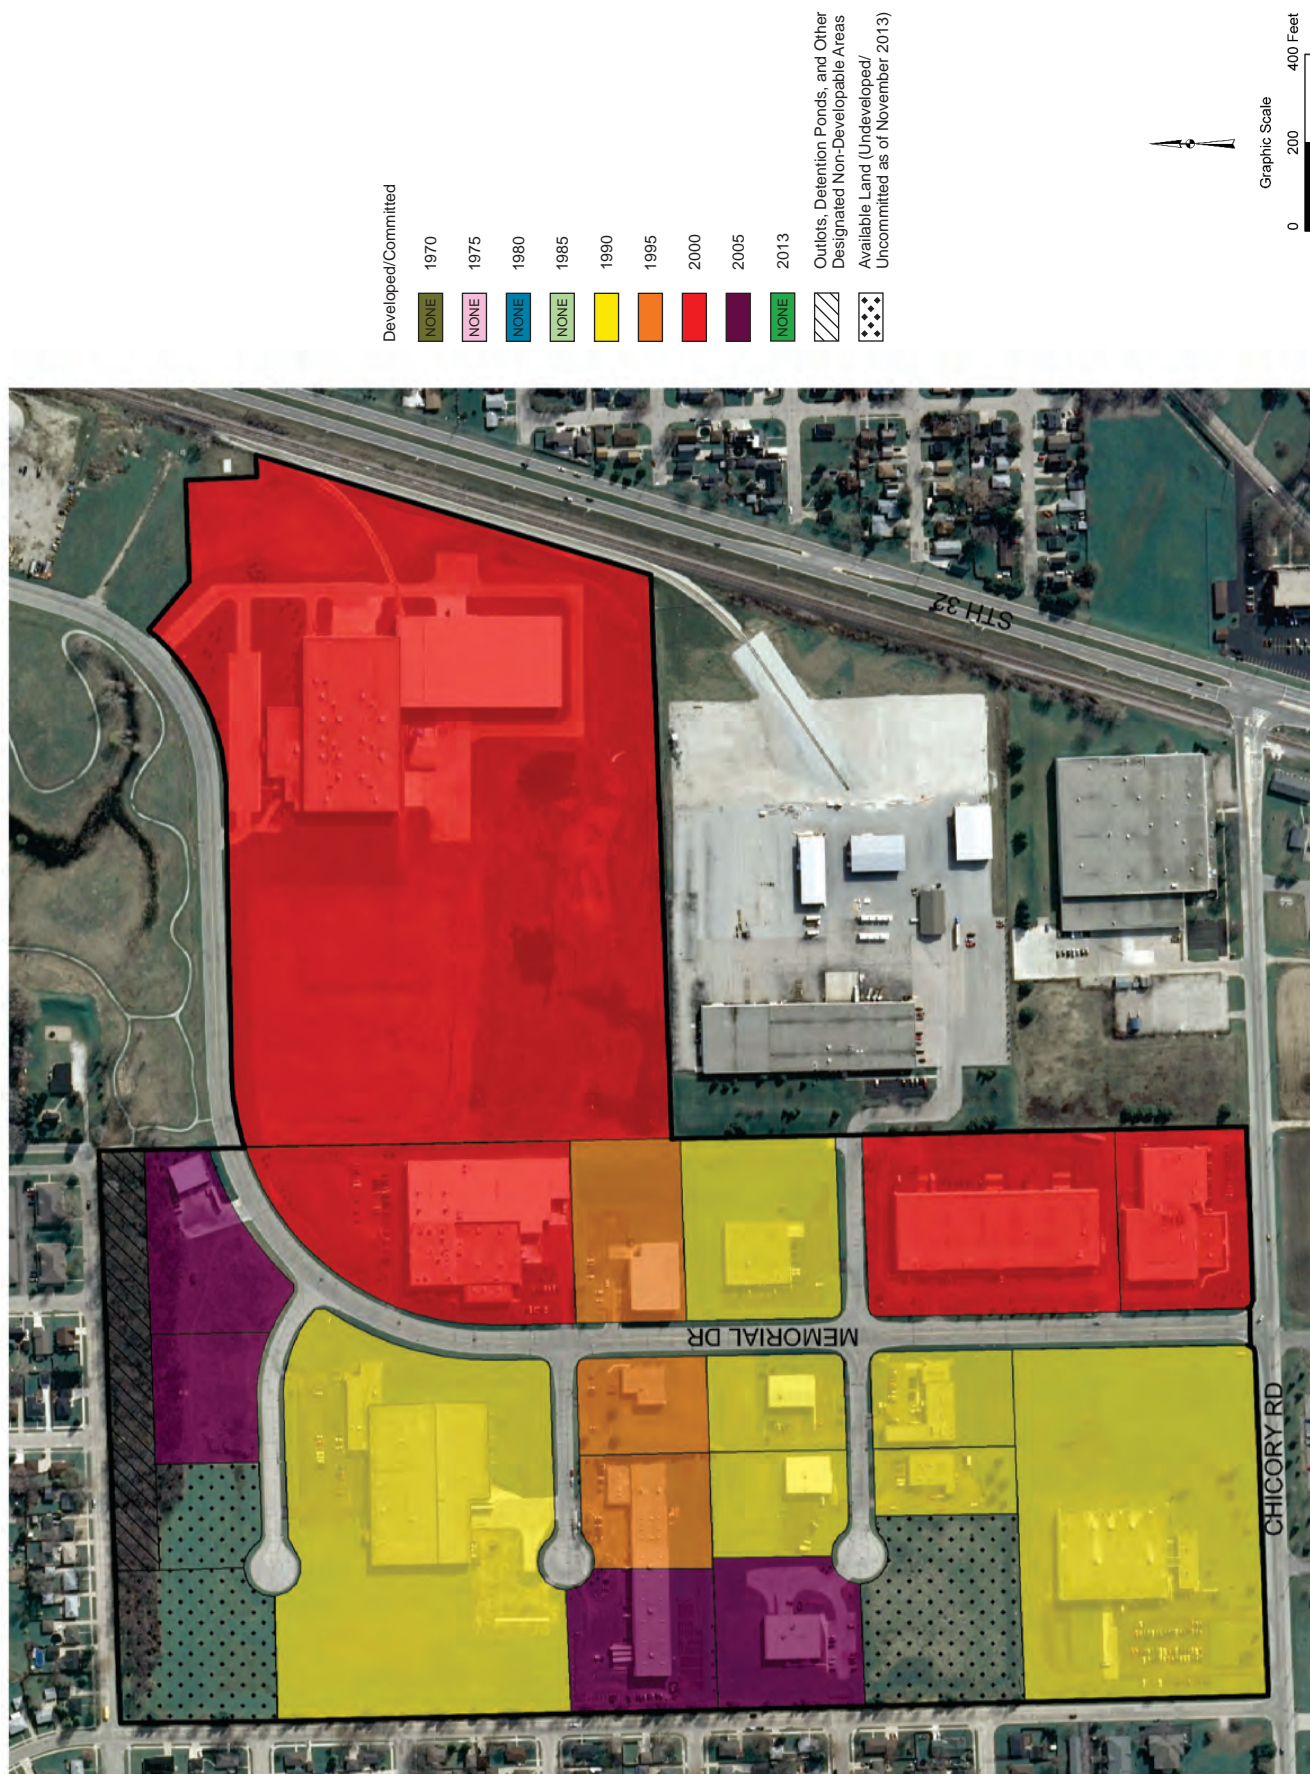 Developed/Committed
NONE 1970
NONE 1975
NONE 1980
NONE 1985
1990
1995
2000
2005
NONE 2013
Outlots, Detention Ponds, and Other
Designated Non-Developable Areas
Available Land (Undeveloped/
Uncommitted as of November 2013)
Graphic Scale
0 200 400 Feet
STH 32
MEMORIAL DR
CHICORY RD